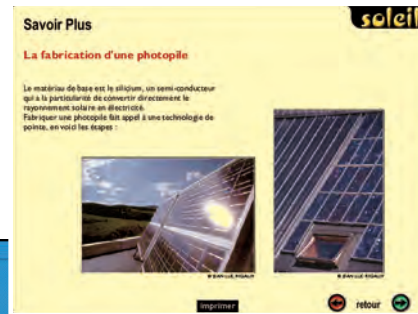 Savoir Plus
soleil
La fabrication d'une photopile
Le matériau de base est le silicium, un semi-conducteur
qui a la particularité de convertir directement le
rayonnement solaire en électricité.
Fabriquer une photopile fait appel à une technologie de
pointe, en voici les étapes :
imprimer
retour